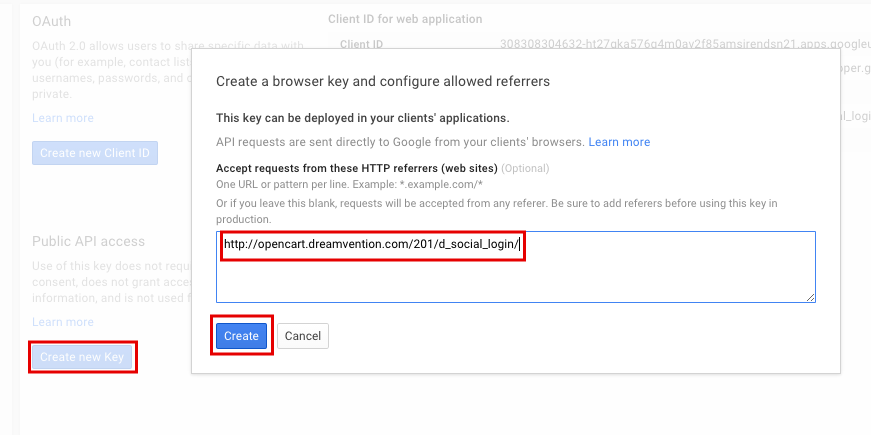 OAuth
OAuth 2.0 allows users to share specific data with
you (for example, contact lis
usernames, passwords, and
private.
Learn more
Create new Client ID
Public API access
Use of this key does not requ
consent, does not grant acce
information, and is not used f
Learn more
Create new Key
Client ID for web application
Client ID
Create a browser key and configure allowed referrers
This key can be deployed in your clients' applications.
API requests are sent directly to Google from your clients' browsers. Learn more
Accept requests from these HTTP referrers (web sites) (Optional)
One URL or pattern per line. Example: *.example.com/*
Or if you leave this blank, requests will be accepted from any referer. Be sure to add referers before using this key in
production.
http://opencart.dreamvention.com/201/d_social_login/
Create
Cancel